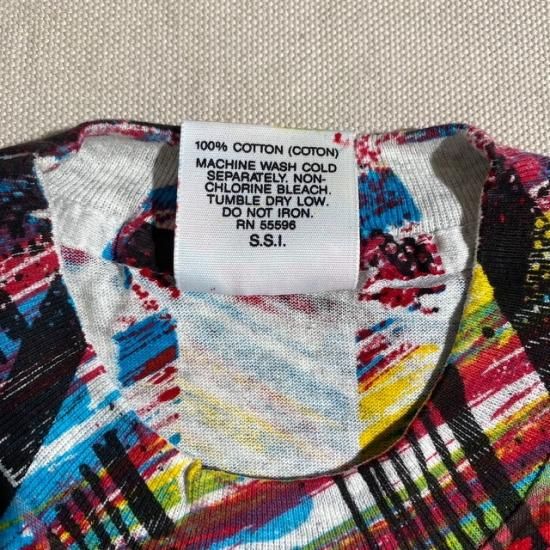 100% COTTON (COTON)
MACHINE WASH COLD
SEPARATELY. NON-
CHLORINE BLEACH.
TUMBLE DRY LOW.
DO NOT IRON.
RN 55596
S.S.I.